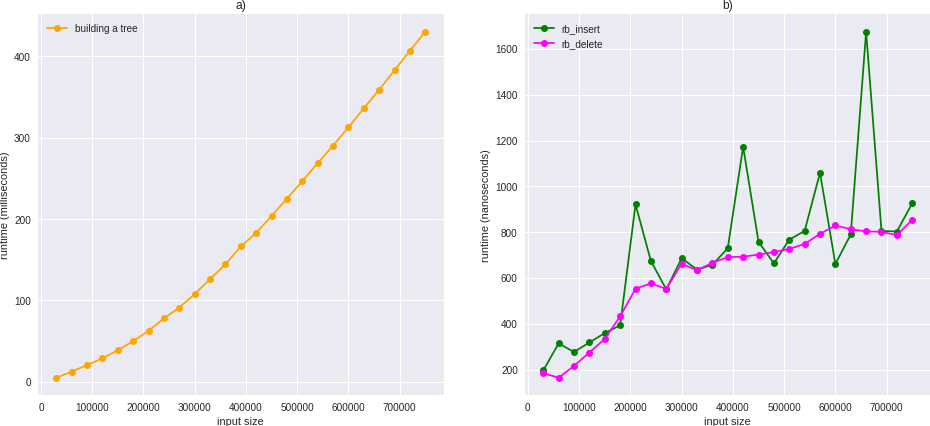 a)
building a tree
runtime (milliseconds)
400
300
200
100
0
0 100000 200000 300000 400000 500000 600000 700000
input size
b)
rb_insert
rb_delete
runtime (nanoseconds)
1600
1400
1200
1000
800
600
400
200
0 100000 200000 300000 400000 500000 600000 700000
input size